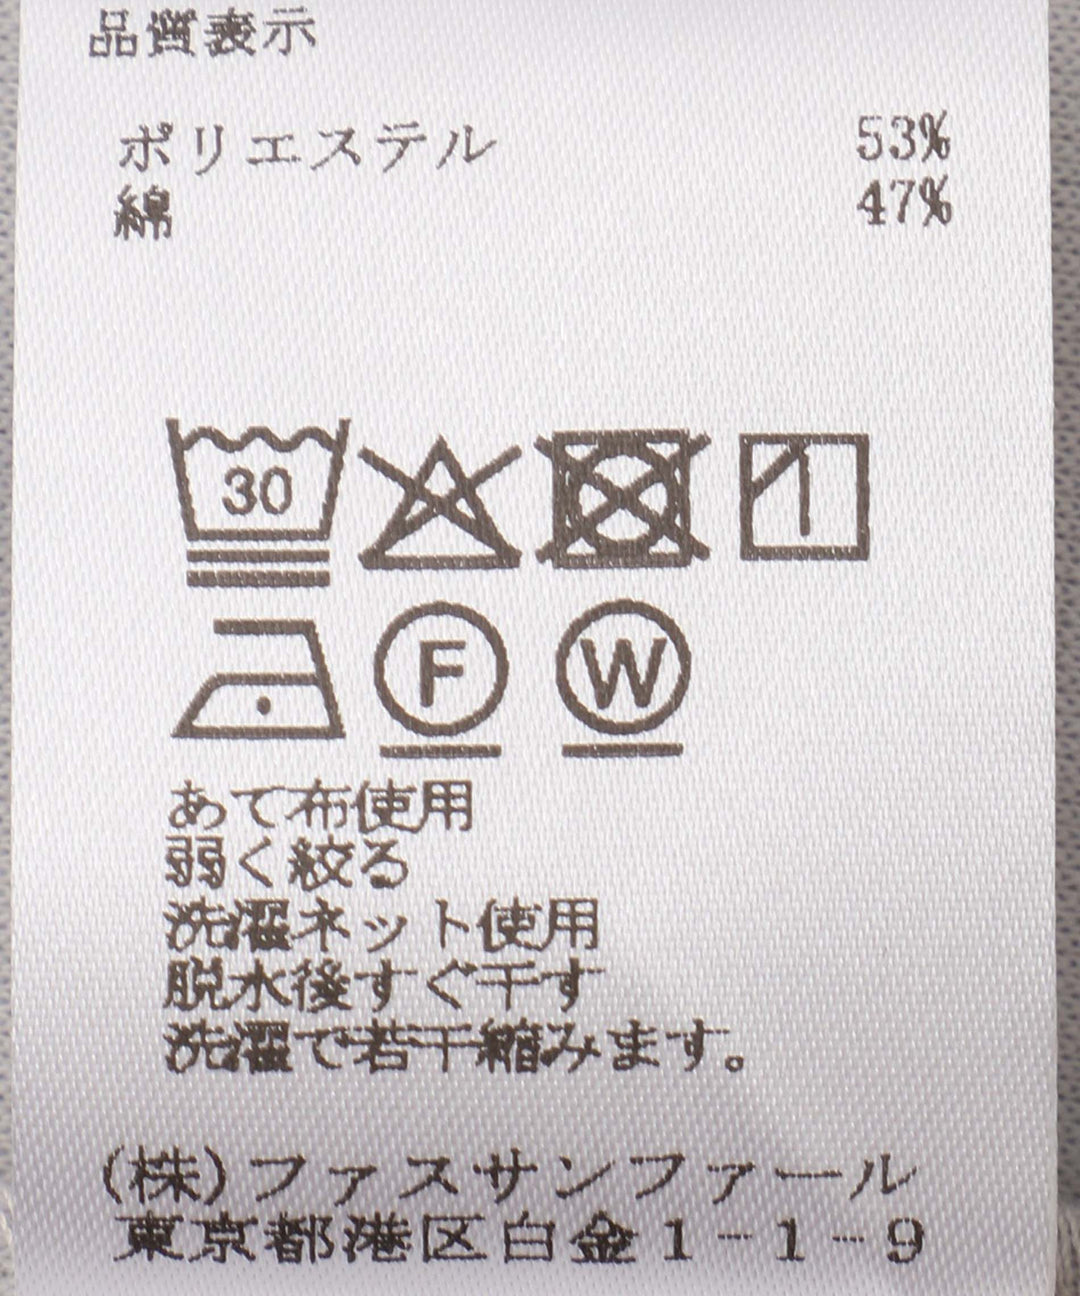 品質表示
ポリエステル 53%
綿 47%
30
F W
あて布使用
弱く絞る
洗濯ネット使用
脱水後すぐ干す
洗濯で若干縮みます。
(株)ファスサンファール
東京都港区白金1-1-9